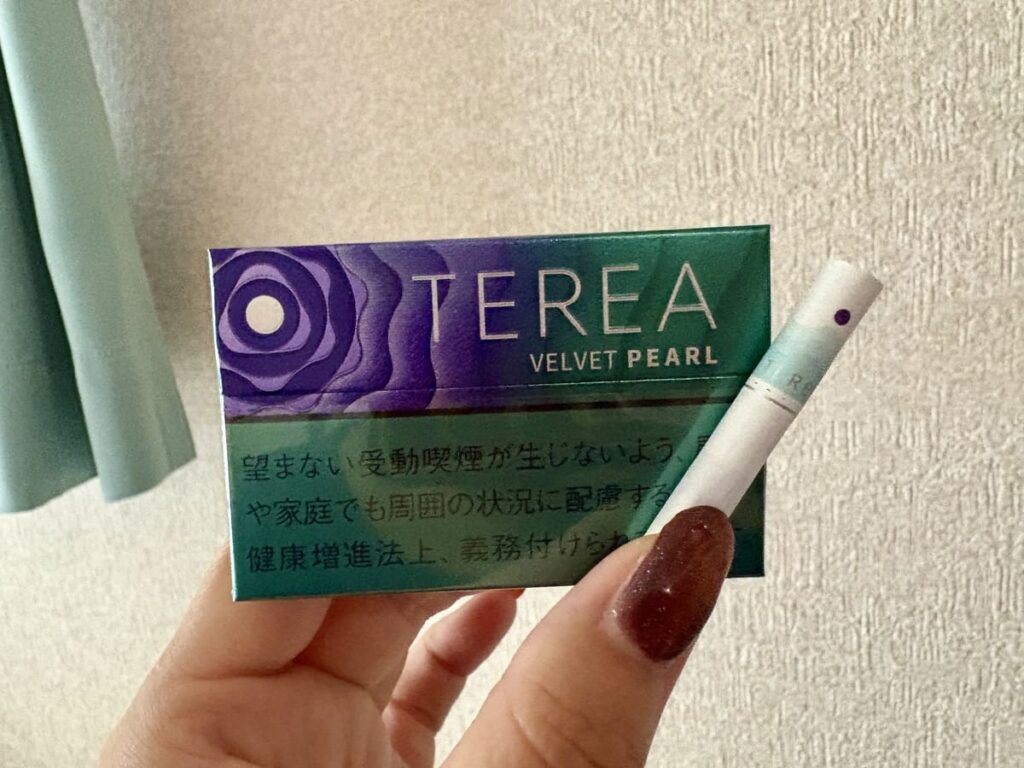 TEREA
VELVET PEARL
望まない受動喫煙が生じないよう、
や家庭でも周囲の状況に配慮する
健康増進法上、義務付けられ